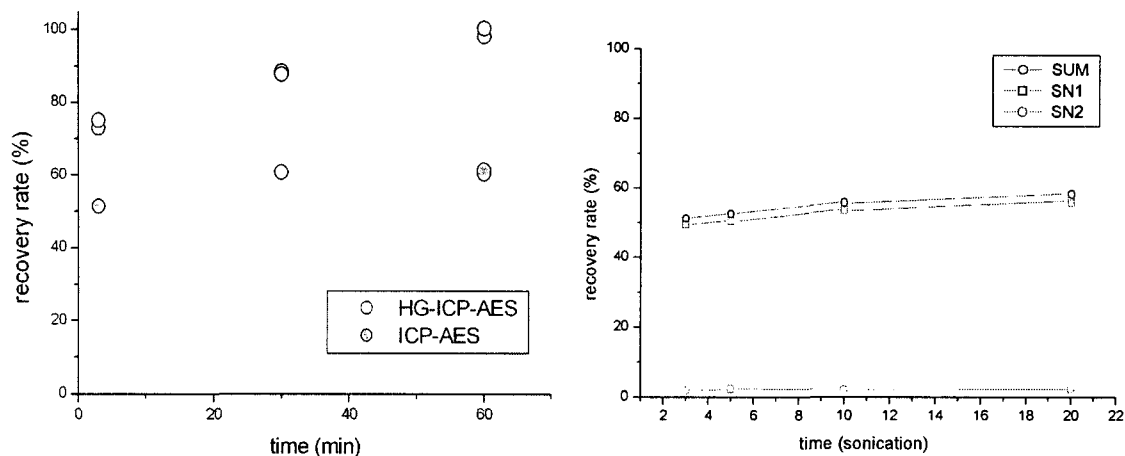 100
80
60
40
20
0
recovery rate (%)
HG-ICP-AES
ICP-AES
0 20 40 60
time (min)
100
80
60
40
20
0
recovery rate (%)
SUM
SN1
SN2
2 4 6 8 10 12 14 16 18 20 22
time (sonication)